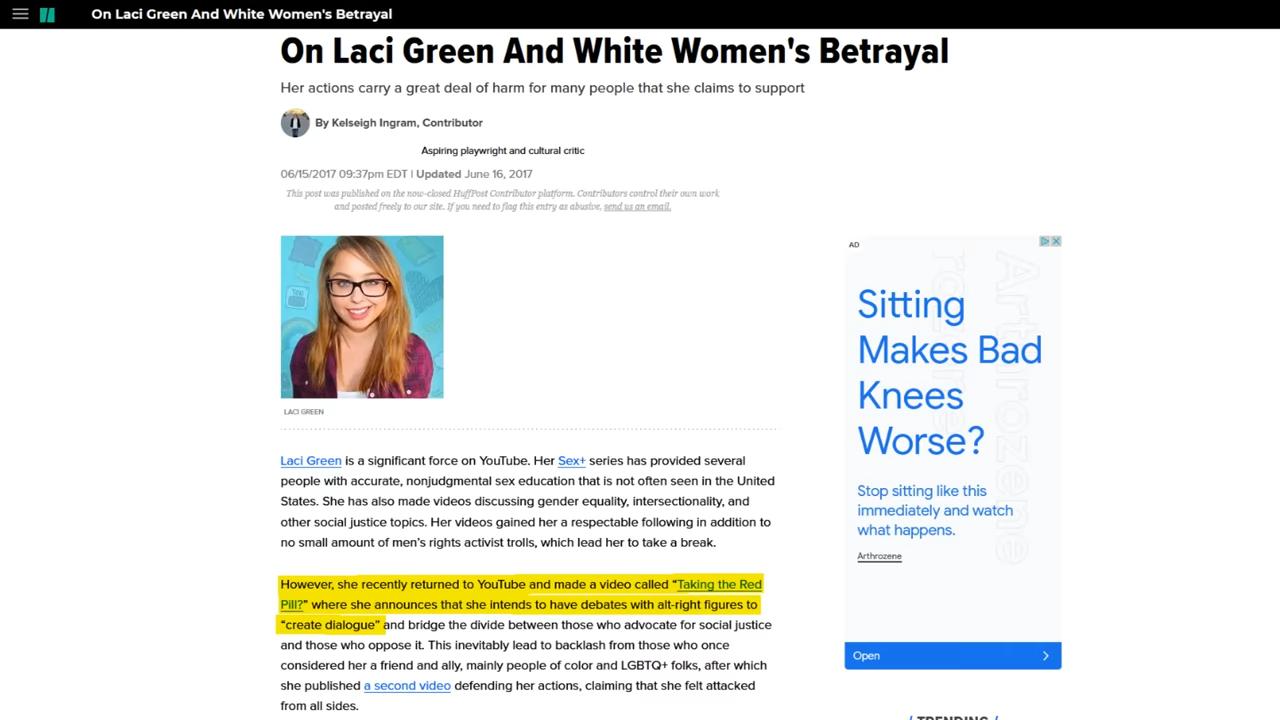 On Laci Green And White Women's Betrayal
On Laci Green And White Women's Betrayal
Her actions carry a great deal of harm for many people that she claims to support
By Kelseigh Ingram, Contributor
Aspiring playwright and cultural critic
06/15/2017 09:37pm EDT | Updated June 16, 2017
This post was published on the now-closed HuffPost Contributor platform. Contributors control their own work
and posted freely to our site. If you need to flag this entry as abusive, send us an email.
LACI GREEN
Laci Green is a significant force on YouTube. Her Sex+ series has provided several
people with accurate, nonjudgmental sex education that is not often seen in the United
States. She has also made videos discussing gender equality, intersectionality, and
other social justice topics. Her videos gained her a respectable following in addition to
no small amount of men's rights activist trolls, which lead her to take a break.
However, she recently returned to YouTube and made a video called “Taking the Red
Pill?” where she announces that she intends to have debates with alt-right figures to
“create dialogue” and bridge the divide between those who advocate for social justice
and those who oppose it. This inevitably lead to backlash from those who once
considered her a friend and ally, mainly people of color and LGBTQ+ folks, after which
she published a second video defending her actions, claiming that she felt attacked
from all sides.
AD
Arthrozene
Sitting
Makes Bad
Knees
Worse?
Stop sitting like this
immediately and watch
what happens.
Arthrozene
Open
/ TRENDING /